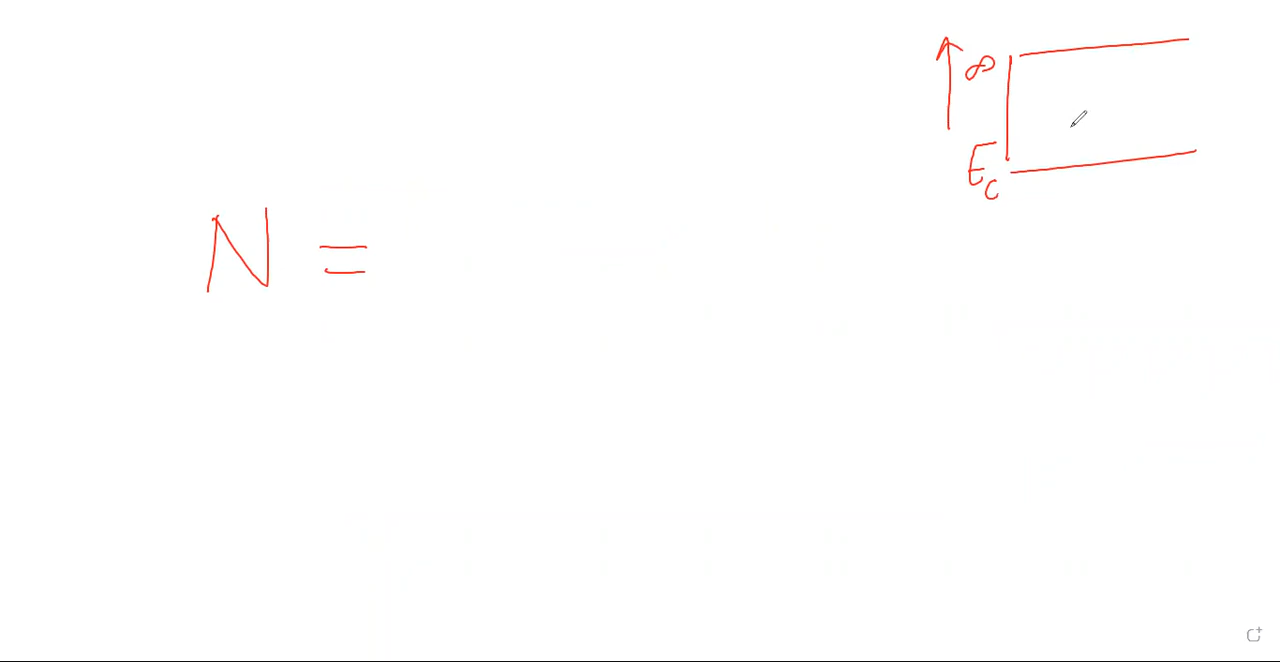 ∞
E_c
N =